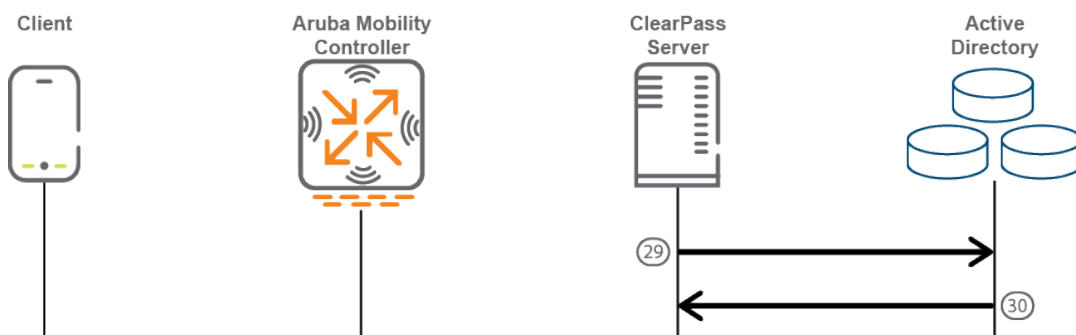 Client
Aruba Mobility
Controller
ClearPass
Server
Active
Directory
29
30